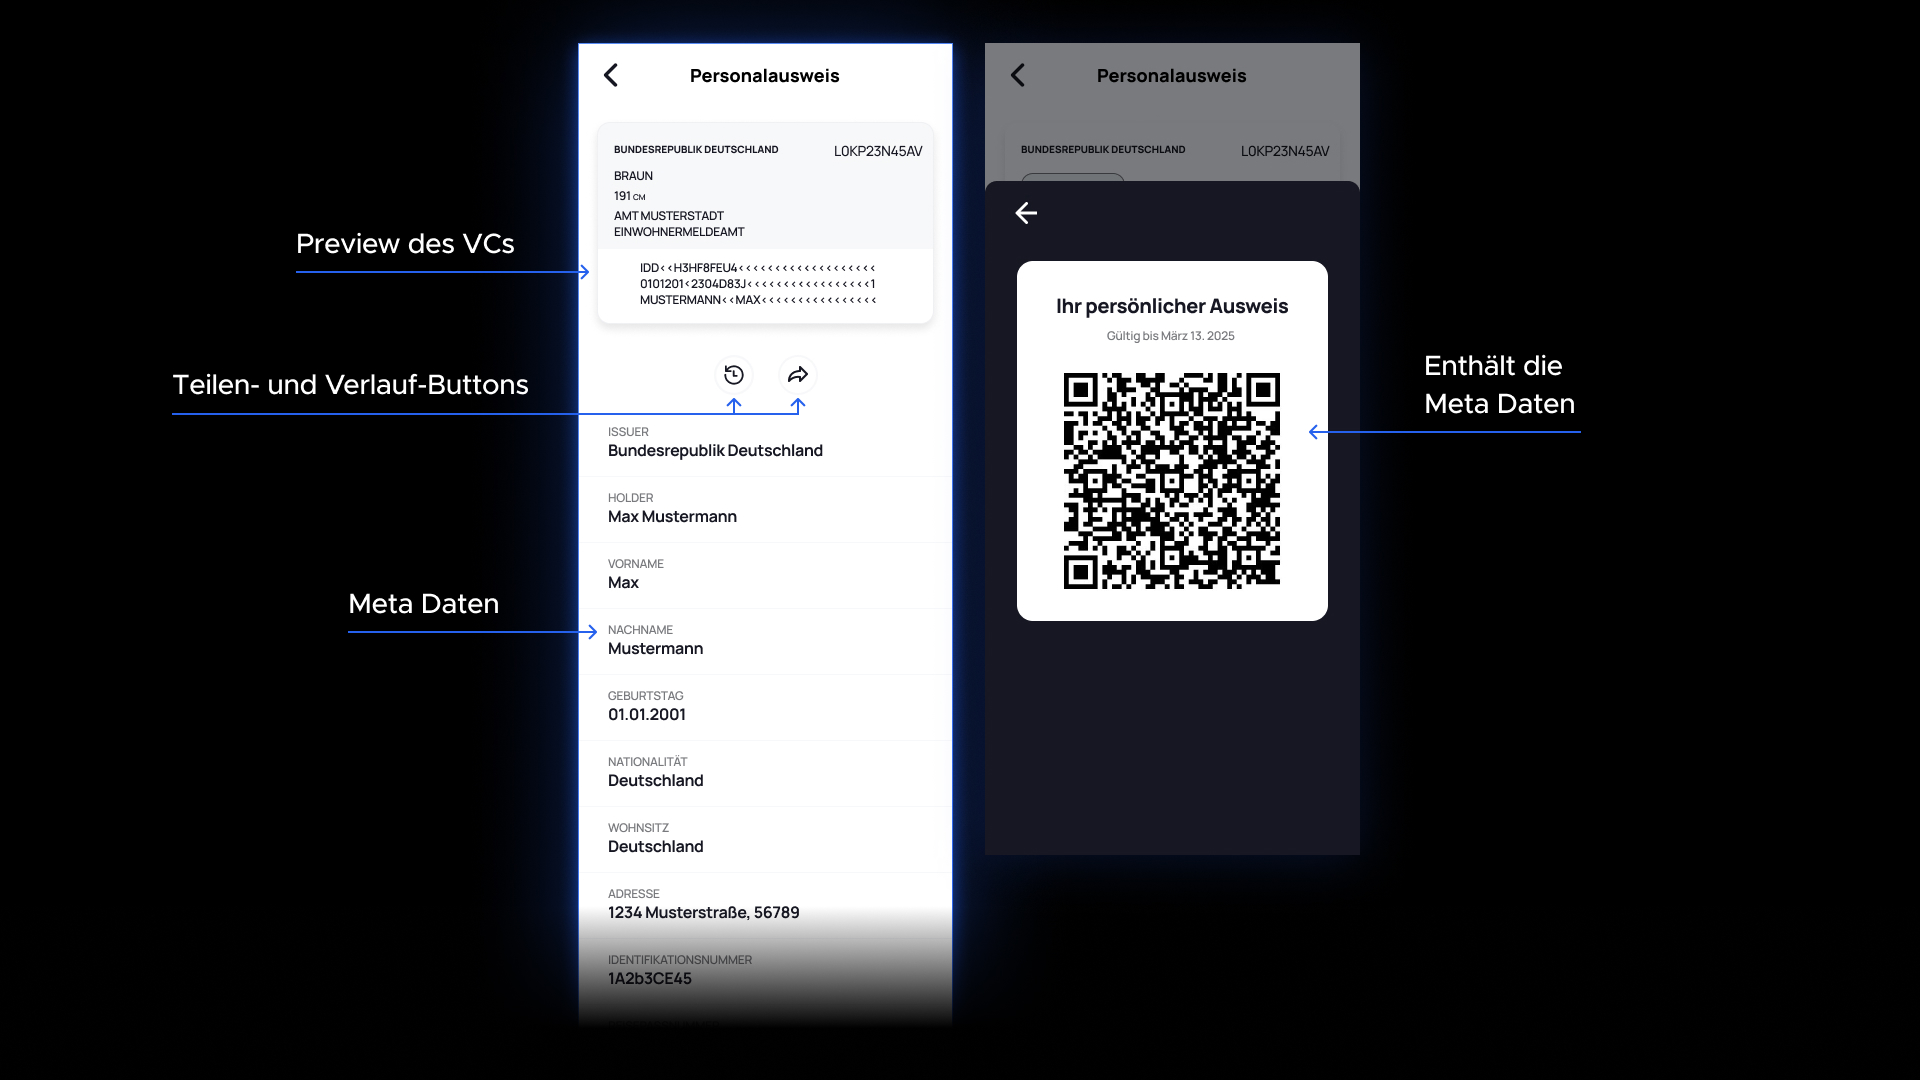 Personalausweis
BUNDESREPUBLIK DEUTSCHLAND
L0KP23N45AV
BRAUN
191 CM
AMT MUSTERSTADT
EINWOHNERMELDEAMT
IDD<<H3HF8FEU4<<<<<<<<<<<<<<<<<<
0101201<2304D83J<<<<<<<<<<<<<<<<1
MUSTERMANN<<MAX<<<<<<<<<<<<<<<<
Preview des VCs
Teilen- und Verlauf-Buttons
Meta Daten
ISSUER
Bundesrepublik Deutschland
HOLDER
Max Mustermann
VORNAME
Max
NACHNAME
Mustermann
GEBURTSTAG
01.01.2001
NATIONALITÄT
Deutschland
WOHNSITZ
Deutschland
ADRESSE
1234 Musterstraße, 56789
IDENTIFIKATIONSNUMMER
1A2b3CE45
Personalausweis
BUNDESREPUBLIK DEUTSCHLAND
L0KP23N45AV
Ihr persönlicher Ausweis
Gültig bis März 13. 2025
Enthält die
Meta Daten